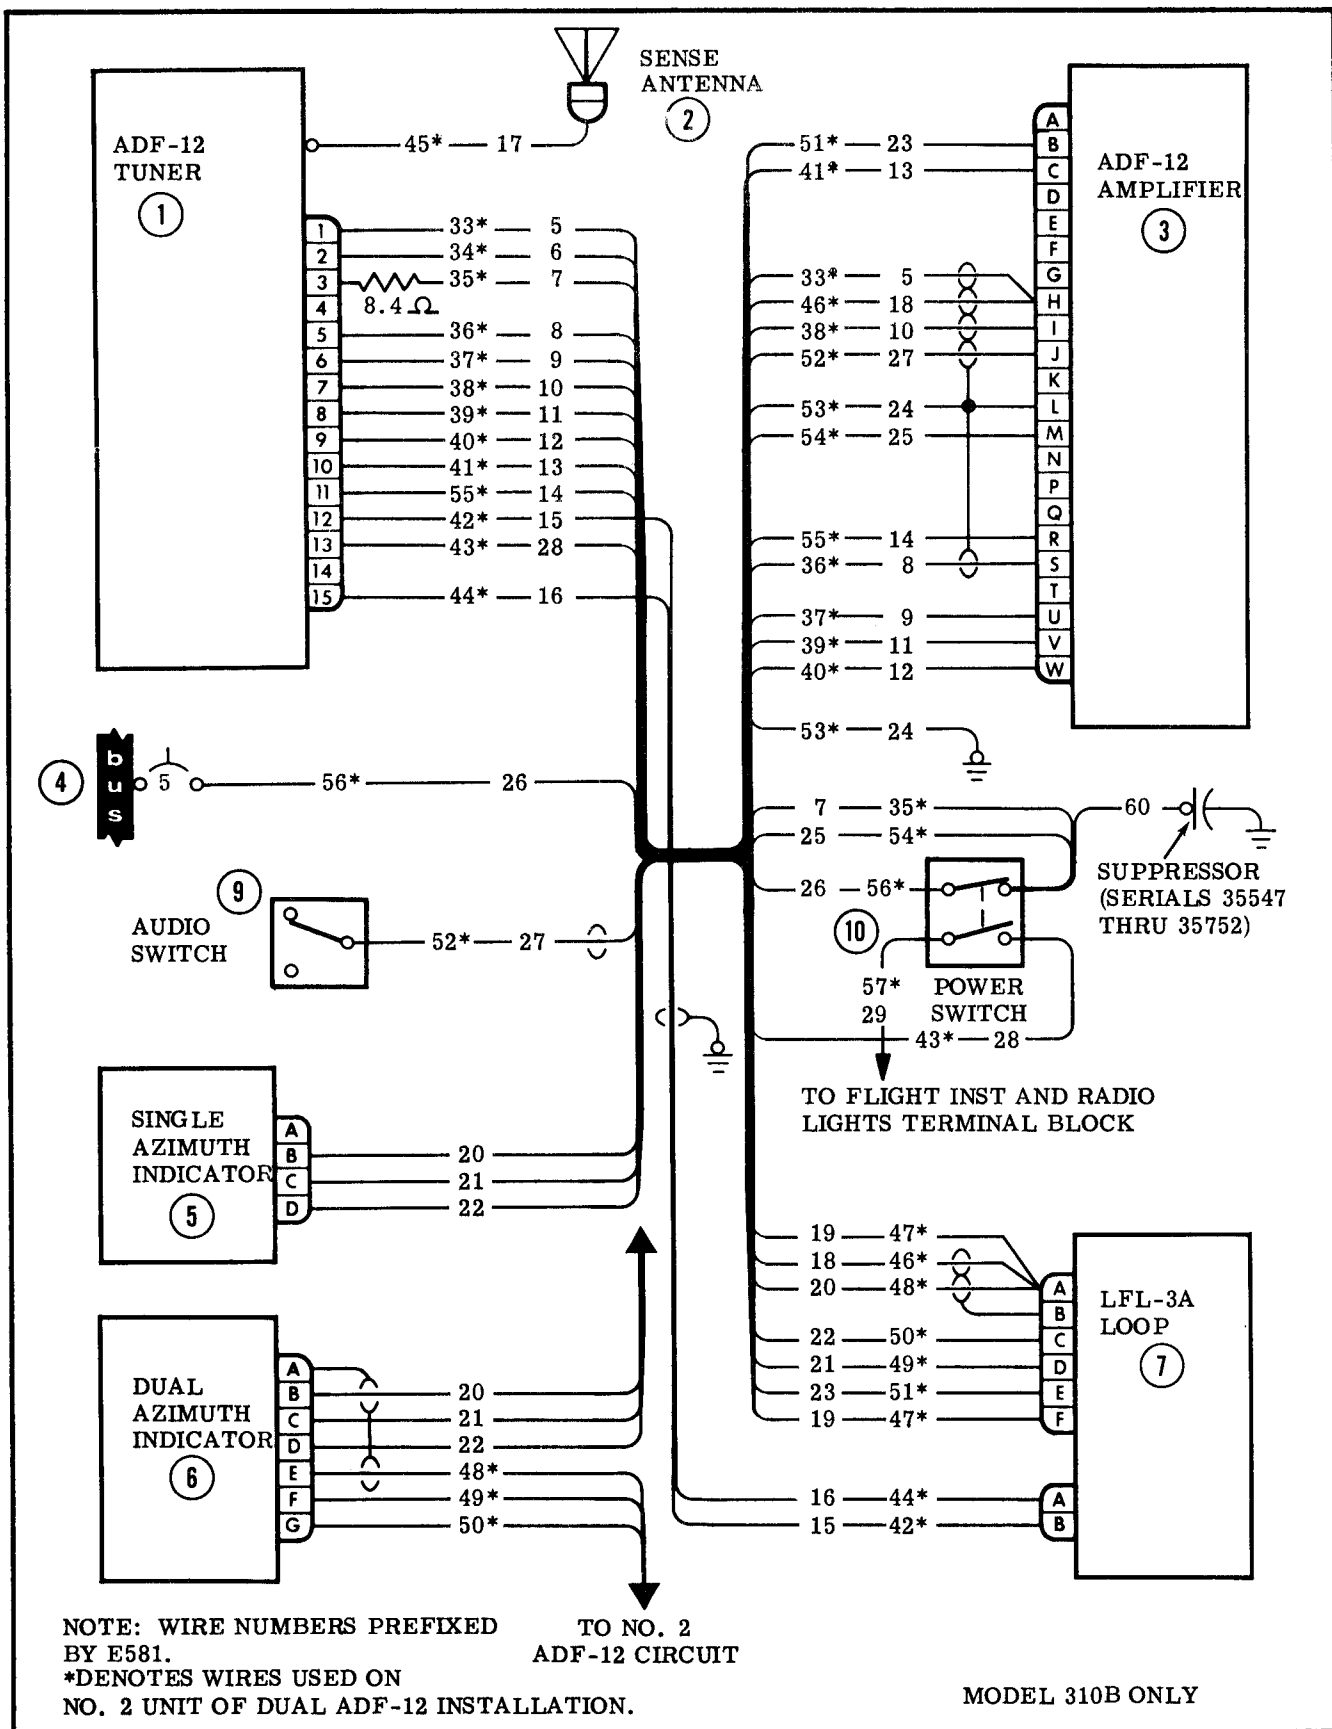 SENSE
ANTENNA
2
ADF-12
TUNER
1
45* 17
1 33* 5
2 34* 6
3 35* 7
8.4 Ω
4
5 36* 8
6 37* 9
7 38* 10
8 39* 11
9 40* 12
10 41* 13
11 55* 14
12 42* 15
13 43* 28
14
15 44* 16
ADF-12
AMPLIFIER
3
A
51* 23 B
41* 13 C
D
E
F
33* 5 G
46* 18 H
38* 10 I
52* 27 J
K
53* 24 L
54* 25 M
N
P
Q
55* 14 R
36* 8 S
T
37* 9 U
39* 11 V
40* 12 W
53* 24
4
bus
5
56* 26
7 35*
25 54*
26 56*
60
SUPPRESSOR
(SERIALS 35547
THRU 35752)
9
AUDIO
SWITCH
52* 27
10
57*
29
POWER
SWITCH
43* 28
TO FLIGHT INST AND RADIO
LIGHTS TERMINAL BLOCK
SINGLE
AZIMUTH
INDICATOR
5
A
B 20
C 21
D 22
DUAL
AZIMUTH
INDICATOR
6
A
B 20
C 21
D 22
E 48*
F 49*
G 50*
19 47*
18 46*
20 48* A
B
22 50* C
21 49* D
23 51* E
19 47* F
16 44* A
15 42* B
LFL-3A
LOOP
7
NOTE: WIRE NUMBERS PREFIXED
BY E581.
*DENOTES WIRES USED ON
NO. 2 UNIT OF DUAL ADF-12 INSTALLATION.
TO NO. 2
ADF-12 CIRCUIT
MODEL 310B ONLY